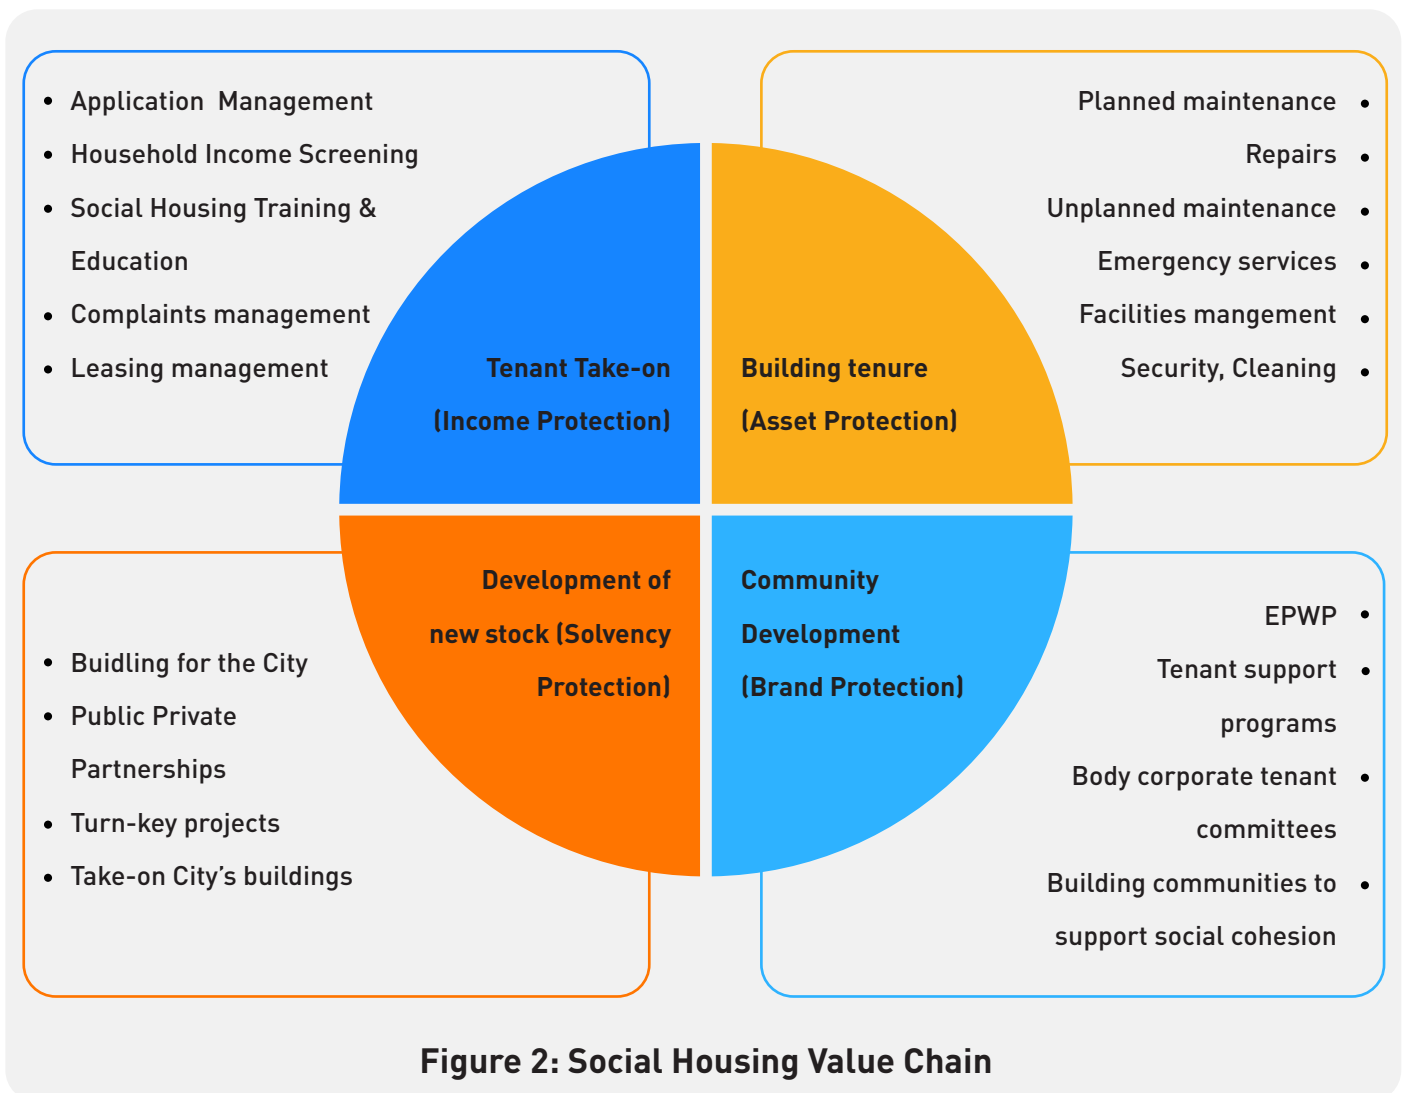 Application  Management
Household Income Screening
Social Housing Training &
Education
Complaints management
Leasing management
Tenant Take-on
(Income Protection)
Planned maintenance
Repairs
Unplanned maintenance
Emergency services
Facilities mangement
Security, Cleaning
Building tenure
(Asset Protection)
Buidling for the City
Public Private
Partnerships
Turn-key projects
Take-on City’s buildings
Development of
new stock (Solvency
Protection)
Community
Development
(Brand Protection)
EPWP
Tenant support
programs
Body corporate tenant
committees
Building communities to
support social cohesion
Figure 2: Social Housing Value Chain